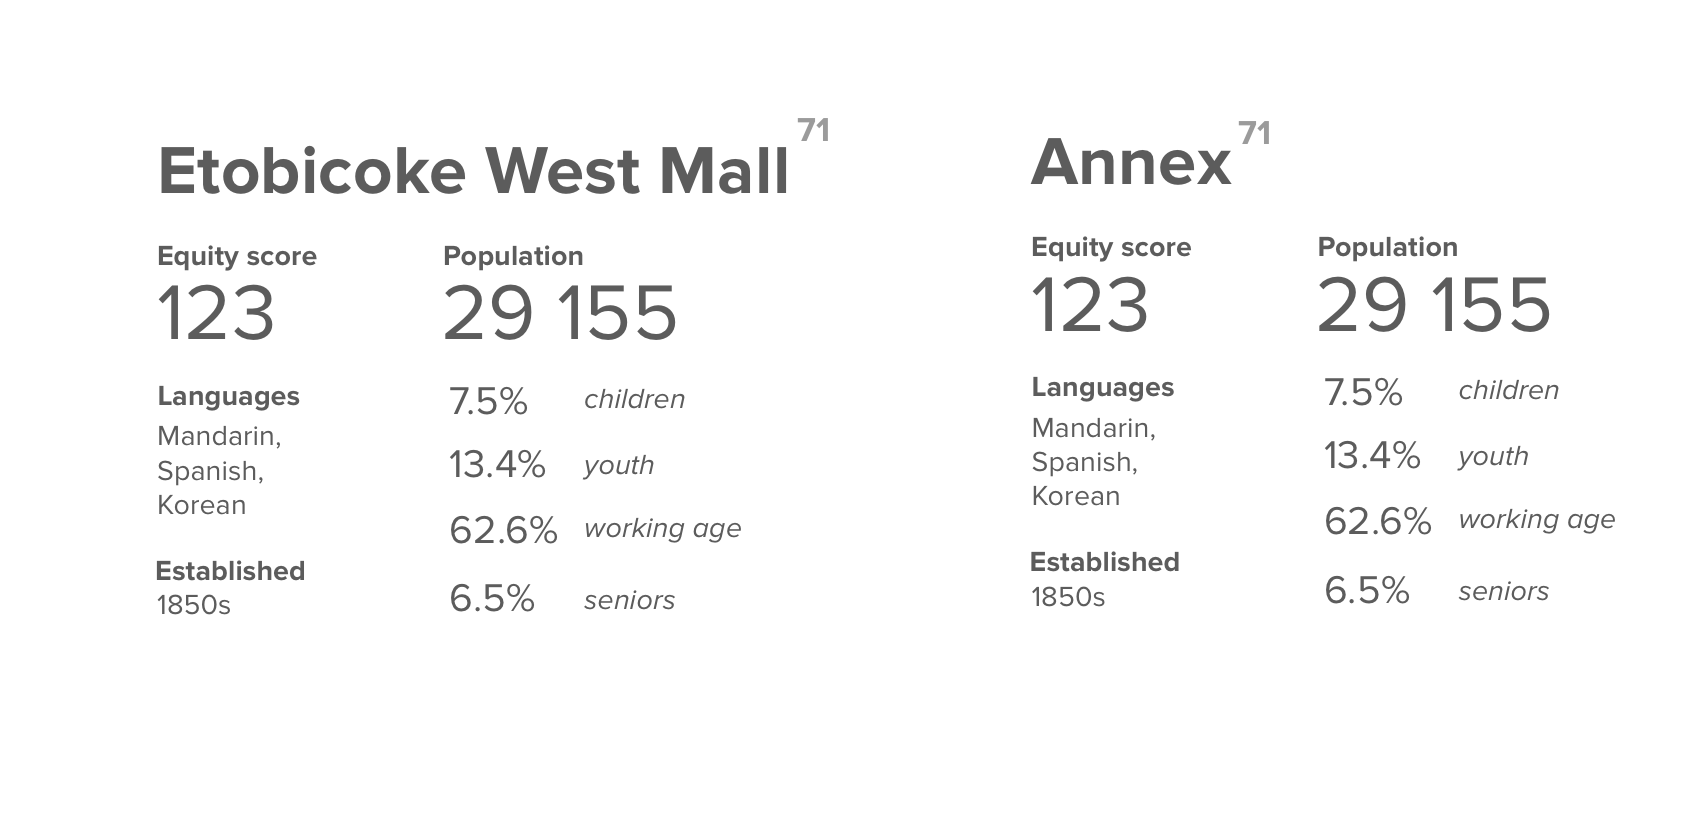 Etobicoke West Mall 71
Equity score
123
Population
29 155
Languages
Mandarin,
Spanish,
Korean
Established
1850s
7.5% children
13.4% youth
62.6% working age
6.5% seniors
Annex 71
Equity score
123
Population
29 155
Languages
Mandarin,
Spanish,
Korean
Established
1850s
7.5% children
13.4% youth
62.6% working age
6.5% seniors